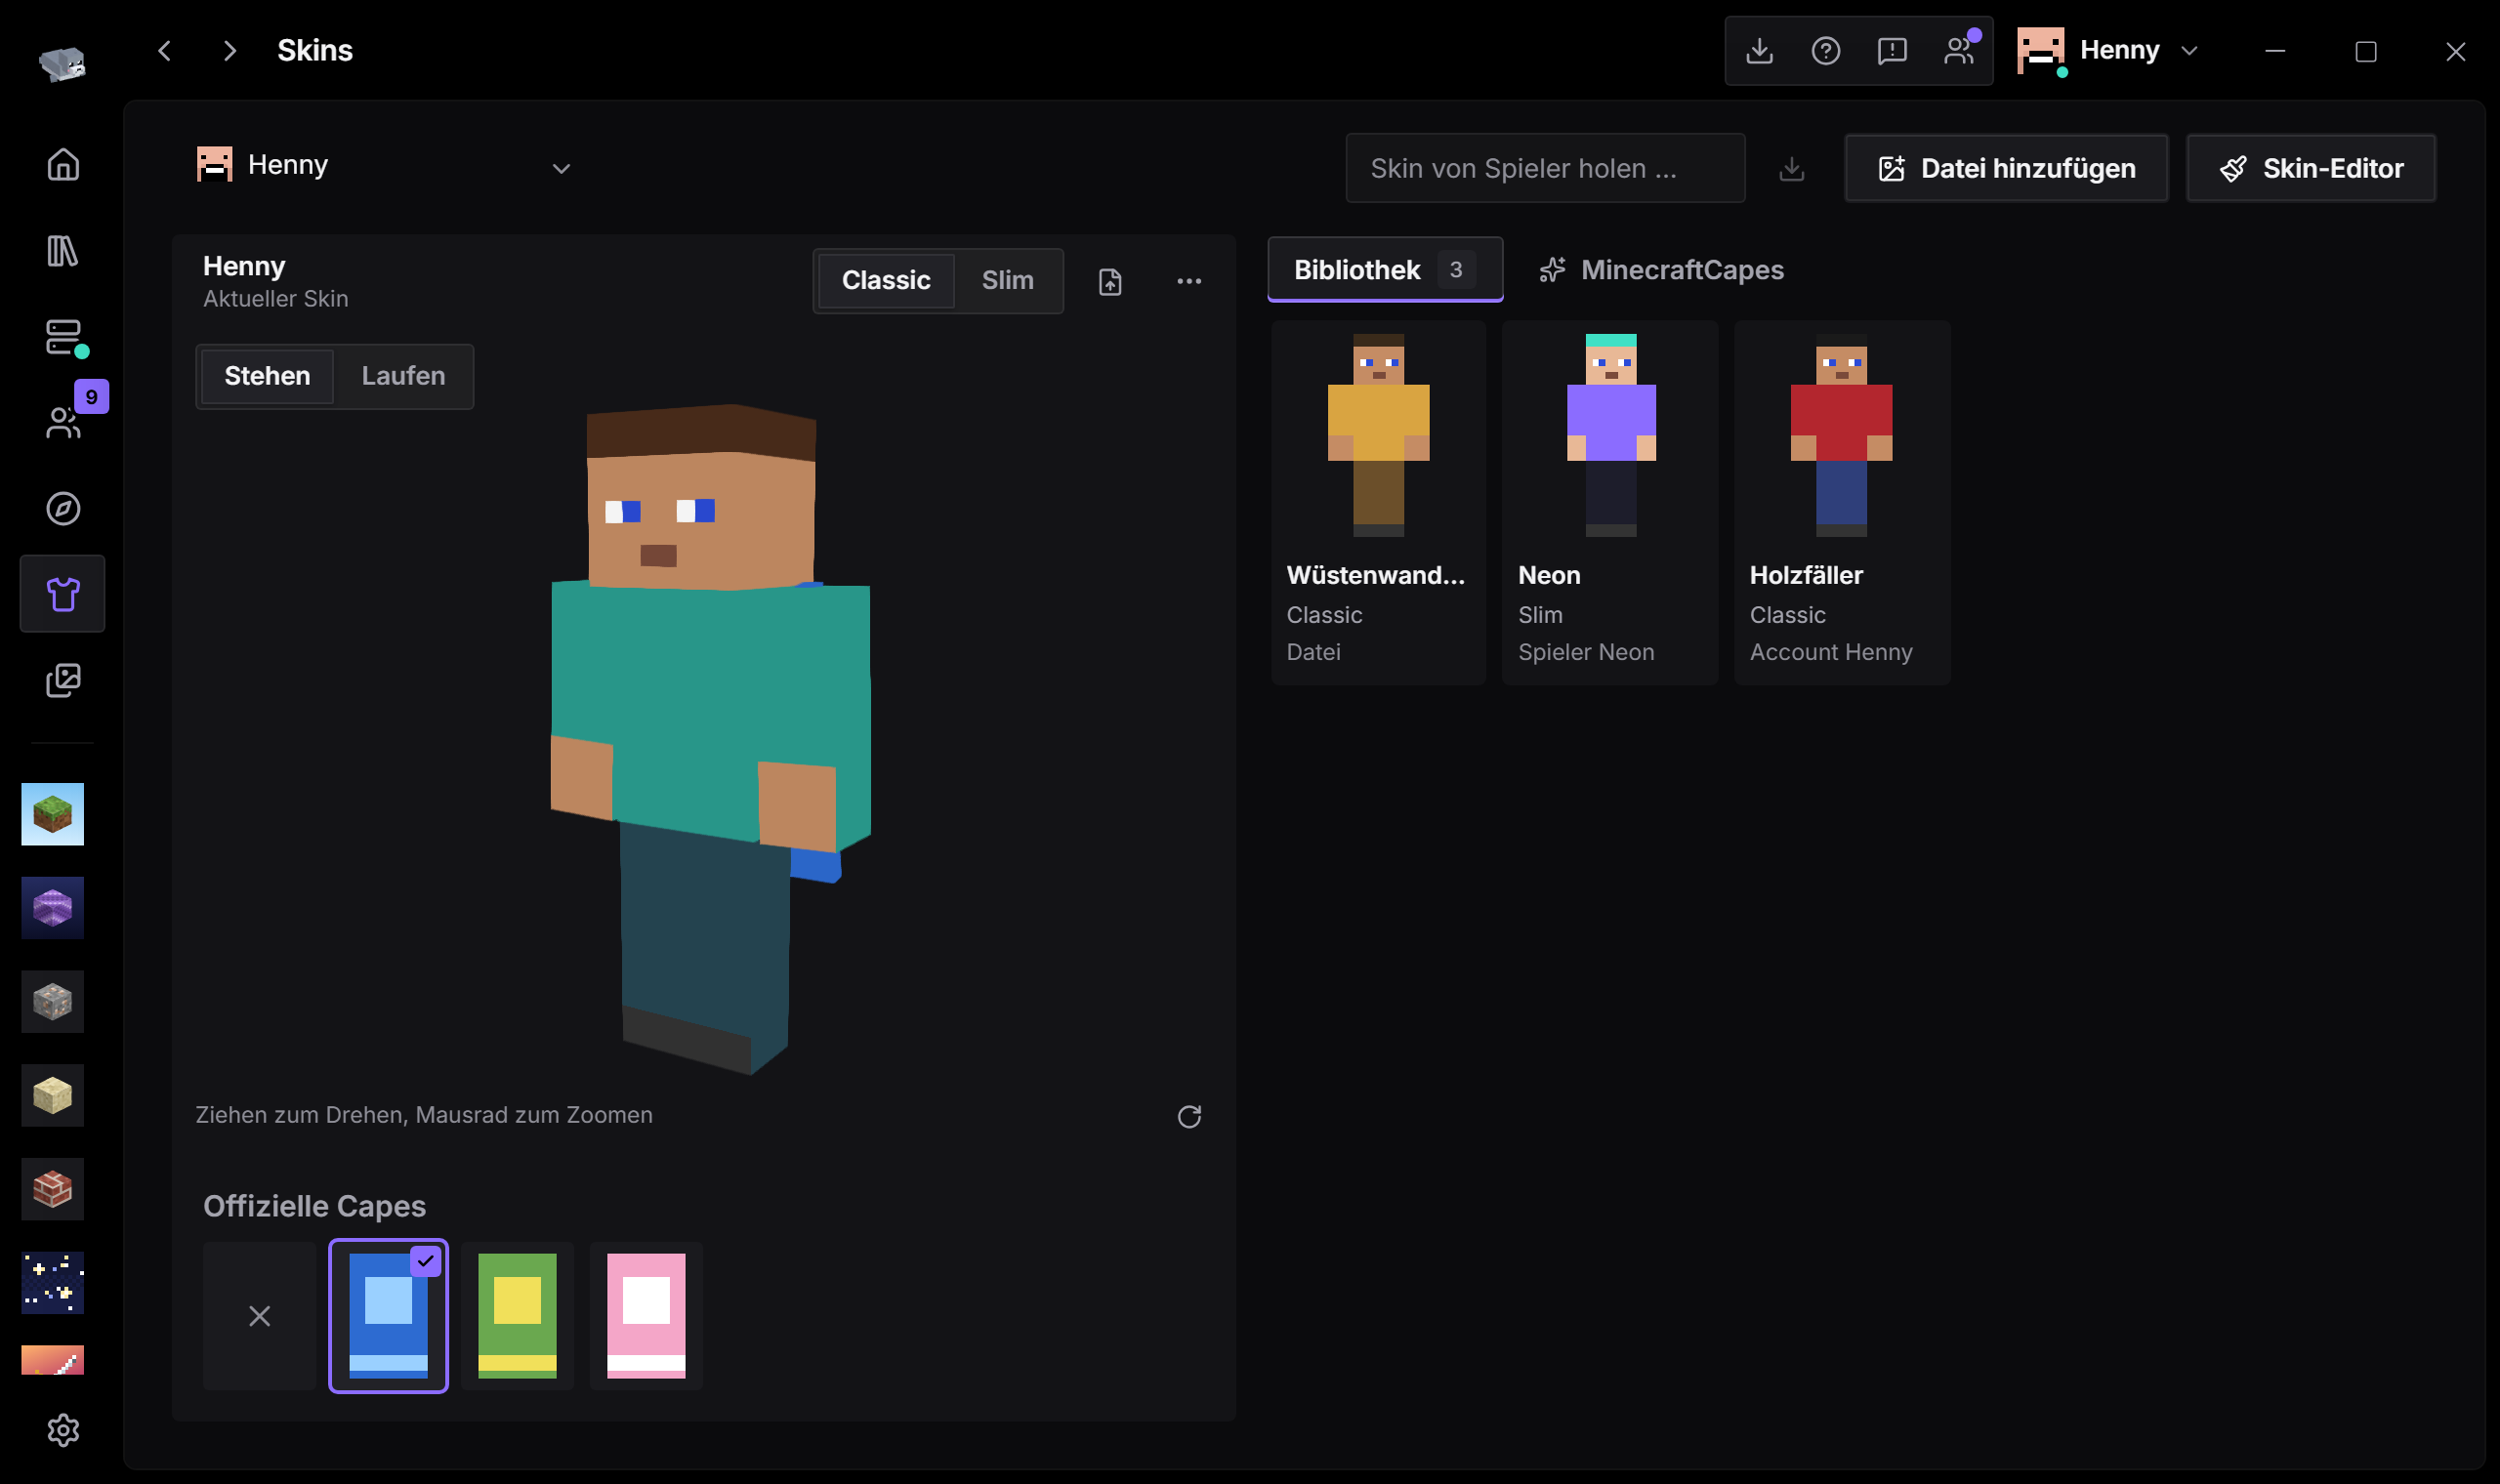 Skins
Henny
Henny
Skin von Spieler holen ...
Datei hinzufügen
Skin-Editor
Henny
Aktueller Skin
Classic
Slim
Bibliothek 3
MinecraftCapes
Stehen
Laufen
9
Wüstenwand...
Classic
Datei
Neon
Slim
Spieler Neon
Holzfäller
Classic
Account Henny
Ziehen zum Drehen, Mausrad zum Zoomen
Offizielle Capes